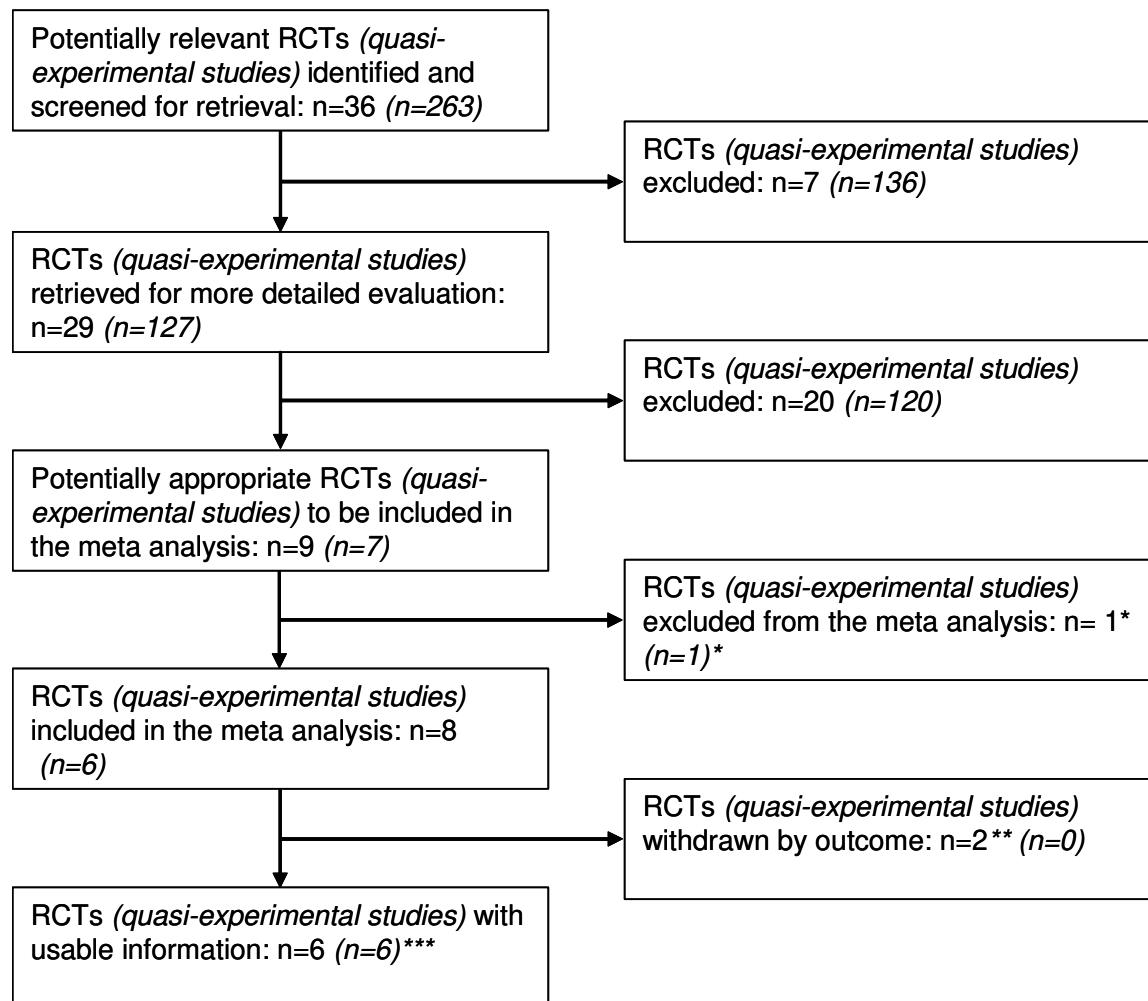 Potentially relevant RCTs (quasi-
experimental studies) identified and
screened for retrieval: n=36 (n=263)
RCTs (quasi-experimental studies)
excluded: n=7 (n=136)
RCTs (quasi-experimental studies)
retrieved for more detailed evaluation:
n=29 (n=127)
RCTs (quasi-experimental studies)
excluded: n=20 (n=120)
Potentially appropriate RCTs (quasi-
experimental studies) to be included in
the meta analysis: n=9 (n=7)
RCTs (quasi-experimental studies)
excluded from the meta analysis: n= 1*
(n=1)*
RCTs (quasi-experimental studies)
included in the meta analysis: n=8
(n=6)
RCTs (quasi-experimental studies)
withdrawn by outcome: n=2** (n=0)
RCTs (quasi-experimental studies) with
usable information: n=6 (n=6)***